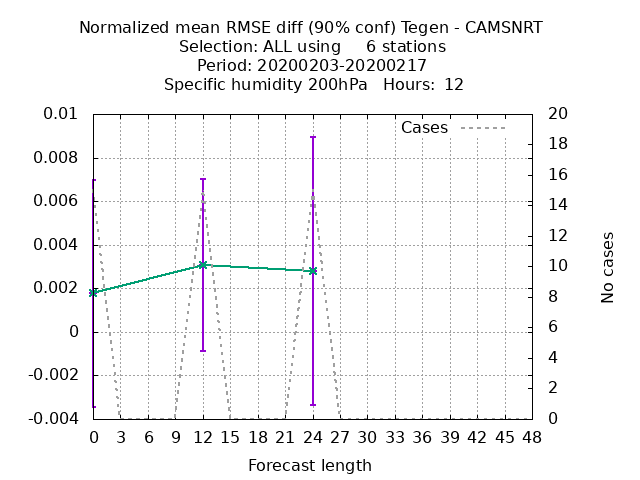 Normalized mean RMSE diff (90% conf) Tegen - CAMSNRT
Selection: ALL using     6 stations
Period: 20200203-20200217
Specific humidity 200hPa   Hours:  12
Cases
0.01
0.008
0.006
0.004
0.002
0
-0.002
-0.004
20
18
16
14
12
10
8
6
4
2
0
No cases
0 3 6 9 12 15 18 21 24 27 30 33 36 39 42 45 48
Forecast length